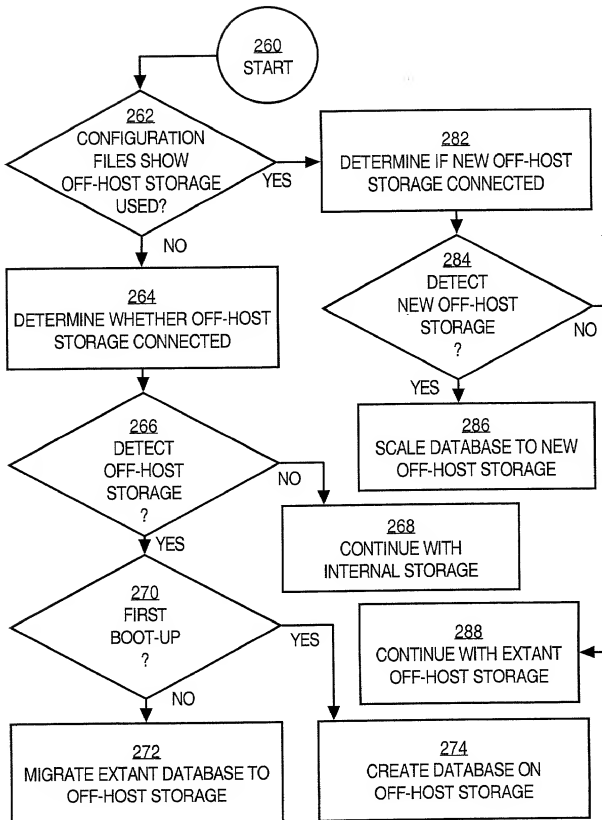 260
START
262
CONFIGURATION
FILES SHOW
OFF-HOST STORAGE
USED?
YES
NO
282
DETERMINE IF NEW OFF-HOST
STORAGE CONNECTED
284
DETECT
NEW OFF-HOST
STORAGE
?
NO
YES
264
DETERMINE WHETHER OFF-HOST
STORAGE CONNECTED
286
SCALE DATABASE TO NEW
OFF-HOST STORAGE
266
DETECT
OFF-HOST
STORAGE
?
NO
YES
268
CONTINUE WITH
INTERNAL STORAGE
270
FIRST
BOOT-UP
?
YES
NO
288
CONTINUE WITH EXTANT
OFF-HOST STORAGE
272
MIGRATE EXTANT DATABASE TO
OFF-HOST STORAGE
274
CREATE DATABASE ON
OFF-HOST STORAGE